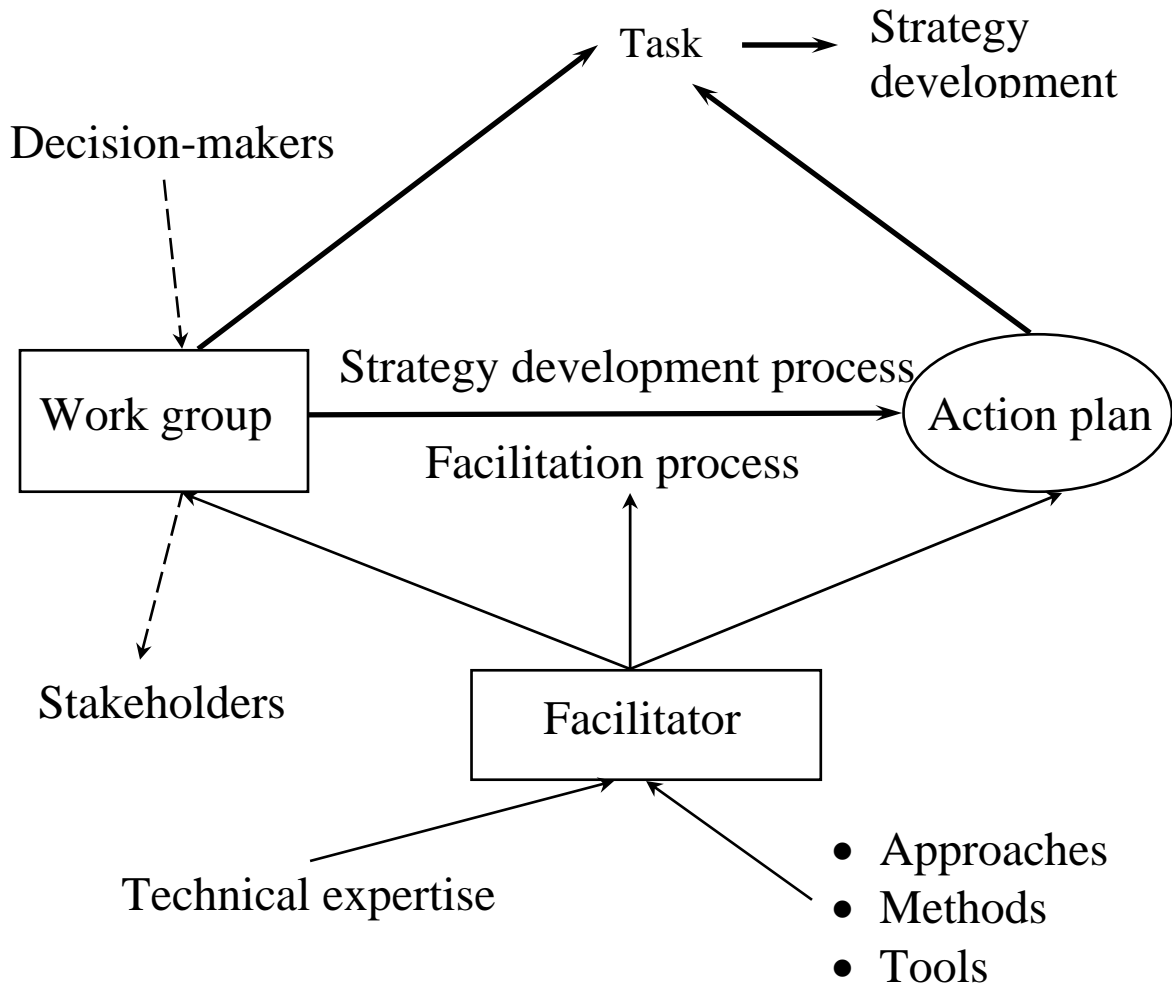 Task
Strategy
development
Decision-makers
Strategy development process
Work group
Action plan
Facilitation process
Stakeholders
Facilitator
Technical expertise
• Approaches
• Methods
• Tools